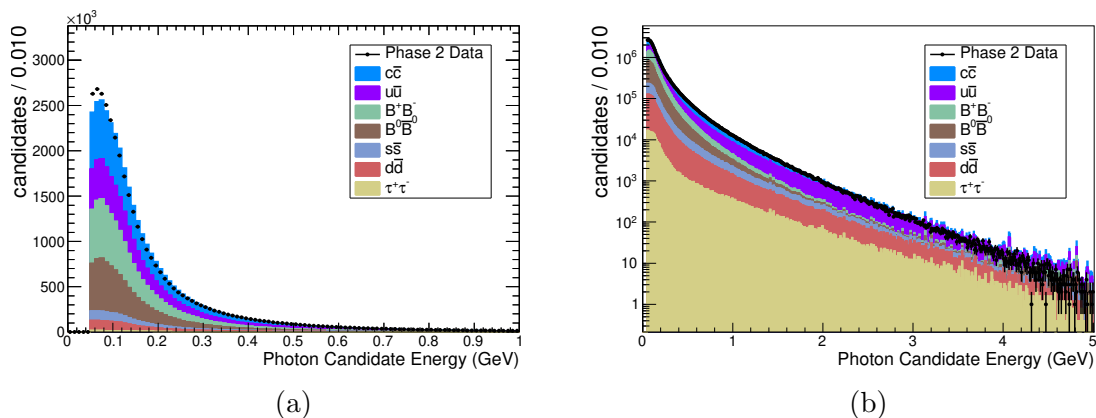 ×10³
candidates / 0.010
3000
2500
2000
1500
1000
500
0
0 0.1 0.2 0.3 0.4 0.5 0.6 0.7 0.8 0.9 1
Photon Candidate Energy (GeV)
Phase 2 Data
cc̅
uu̅
B⁺B⁻
B⁰B̅₀
ss̅
dd̅
τ⁺τ⁻
(a)
candidates / 0.010
10⁶
10⁵
10⁴
10³
10²
10
1
0 1 2 3 4 5
Photon Candidate Energy (GeV)
Phase 2 Data
cc̅
uu̅
B⁺B⁻
B⁰B̅₀
ss̅
dd̅
τ⁺τ⁻
(b)